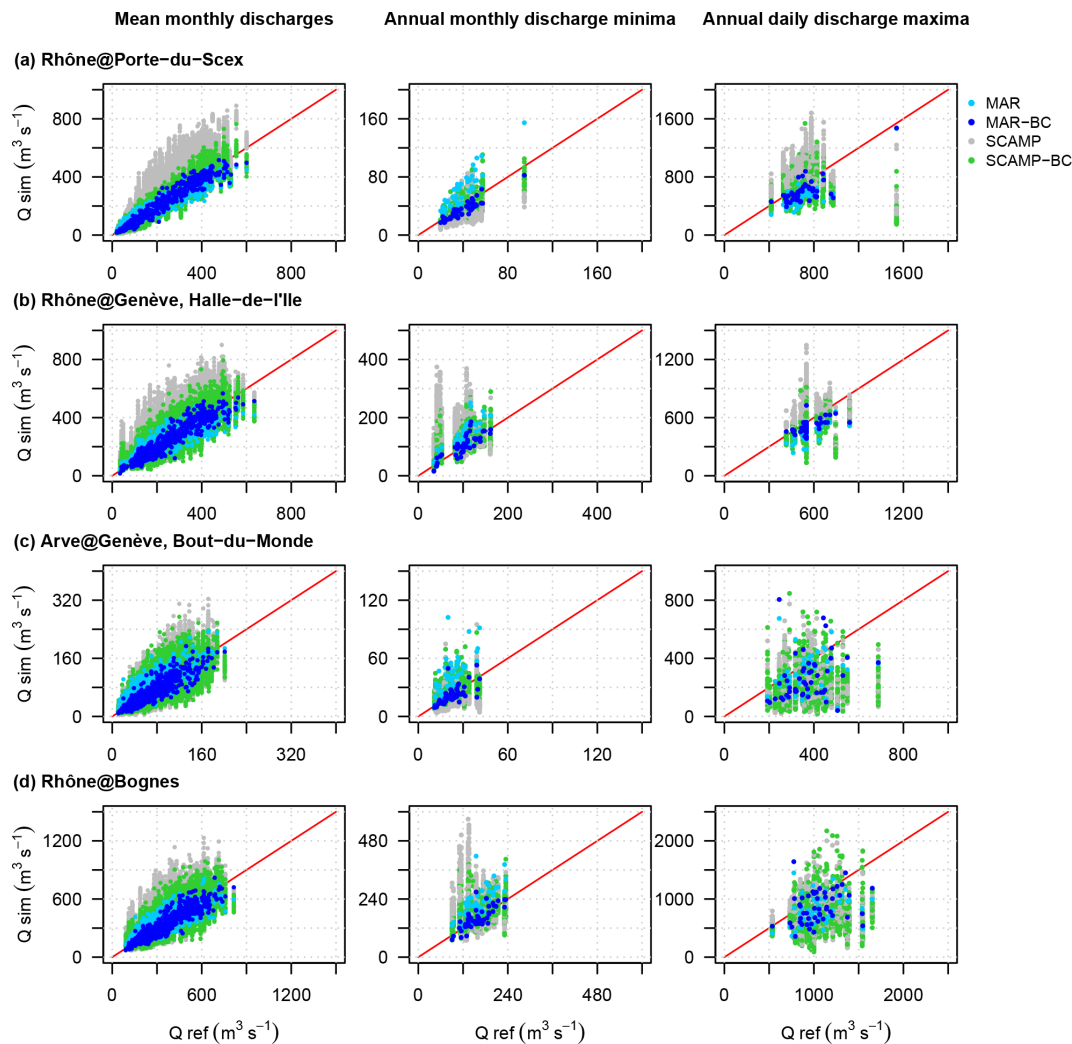 Mean monthly discharges
Annual monthly discharge minima
Annual daily discharge maxima
(a) Rhône@Porte−du−Scex
Q sim (m³ s⁻¹)
800
400
0
0 400 800
160
80
0
0 80 160
1600
800
0
0 800 1600
MAR
MAR−BC
SCAMP
SCAMP−BC
(b) Rhône@Genève, Halle−de−l'Ile
Q sim (m³ s⁻¹)
800
400
0
0 400 800
400
200
0
0 200 400
1200
600
0
0 600 1200
(c) Arve@Genève, Bout−du−Monde
Q sim (m³ s⁻¹)
320
160
0
0 160 320
120
60
0
0 60 120
800
400
0
0 400 800
(d) Rhône@Bognes
Q sim (m³ s⁻¹)
1200
600
0
0 600 1200
480
240
0
0 240 480
2000
1000
0
0 1000 2000
Q ref (m³ s⁻¹)
Q ref (m³ s⁻¹)
Q ref (m³ s⁻¹)